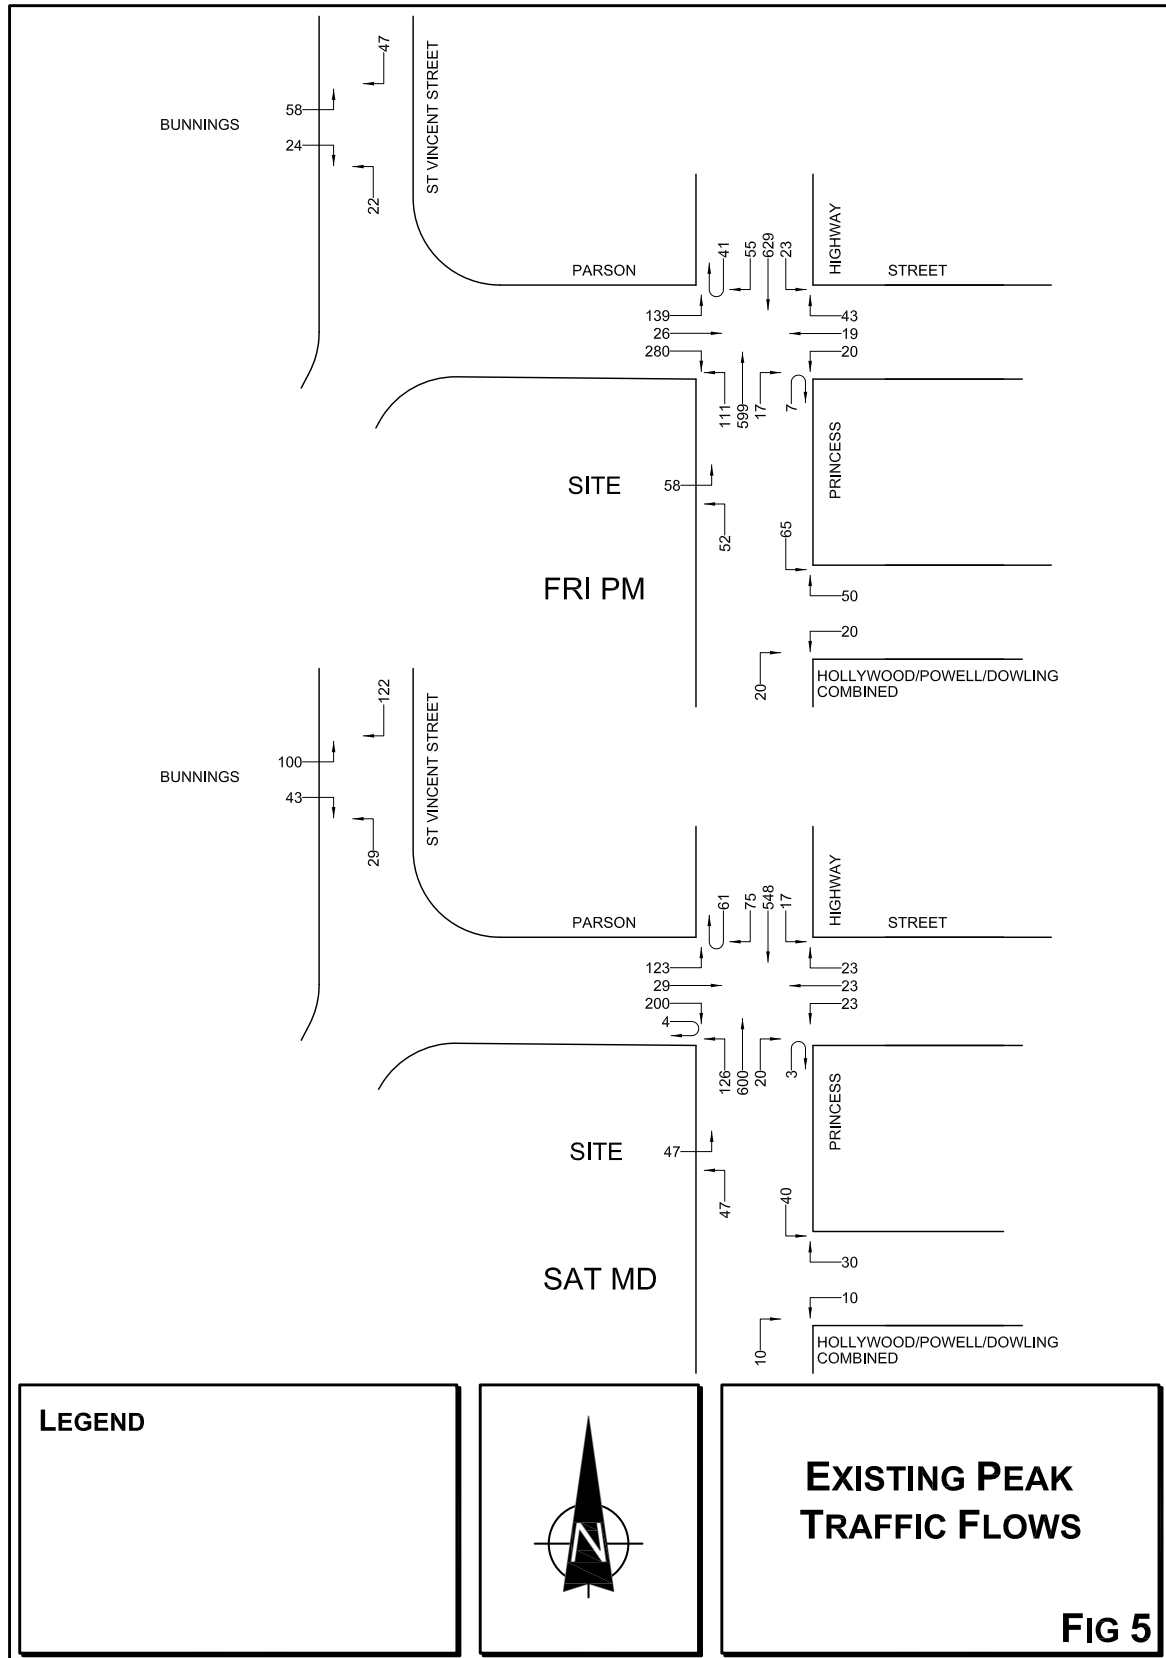 47
58
BUNNINGS
ST VINCENT STREET
24
22
41
55
629
23
HIGHWAY
PARSON
STREET
139
43
26
19
280
20
111
599
17
7
PRINCESS
SITE
58
52
65
FRI PM
50
20
20
HOLLYWOOD/POWELL/DOWLING
COMBINED
122
100
BUNNINGS
ST VINCENT STREET
43
29
61
75
548
17
HIGHWAY
PARSON
STREET
123
23
29
23
200
23
4
126
600
20
3
PRINCESS
SITE
47
47
40
SAT MD
30
10
10
HOLLYWOOD/POWELL/DOWLING
COMBINED
LEGEND
N
EXISTING PEAK
TRAFFIC FLOWS
FIG 5